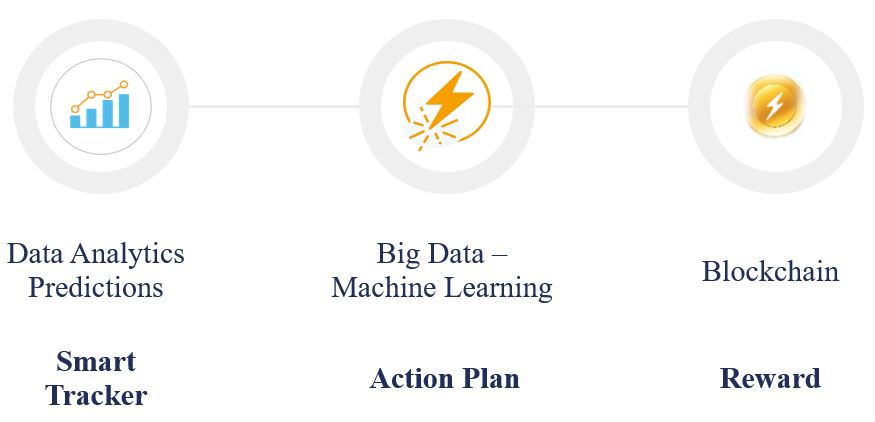 Data Analytics
Predictions
Big Data –
Machine Learning
Blockchain
Smart
Tracker
Action Plan
Reward